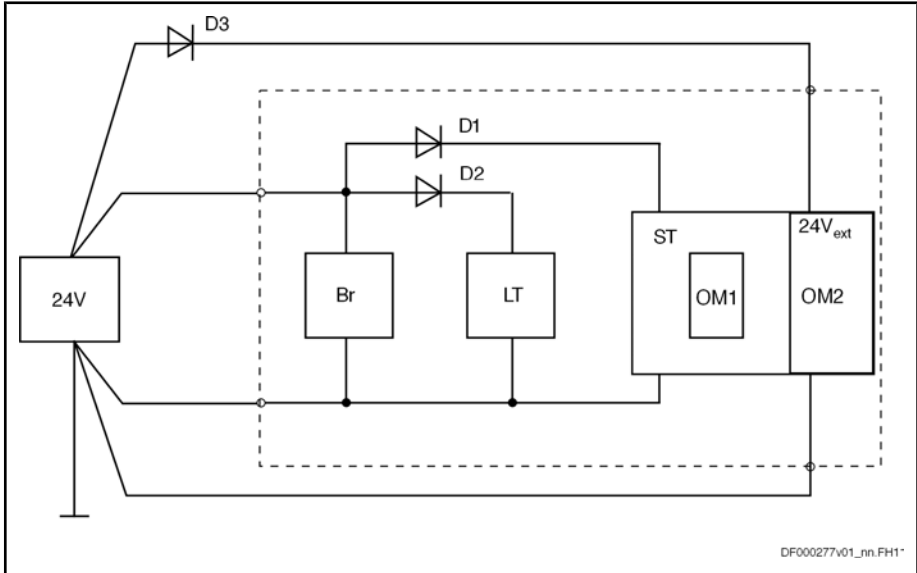 D3
D1
D2
24V
Br
LT
ST
OM1
24Vext
OM2
DF000277v01_nn.FH1